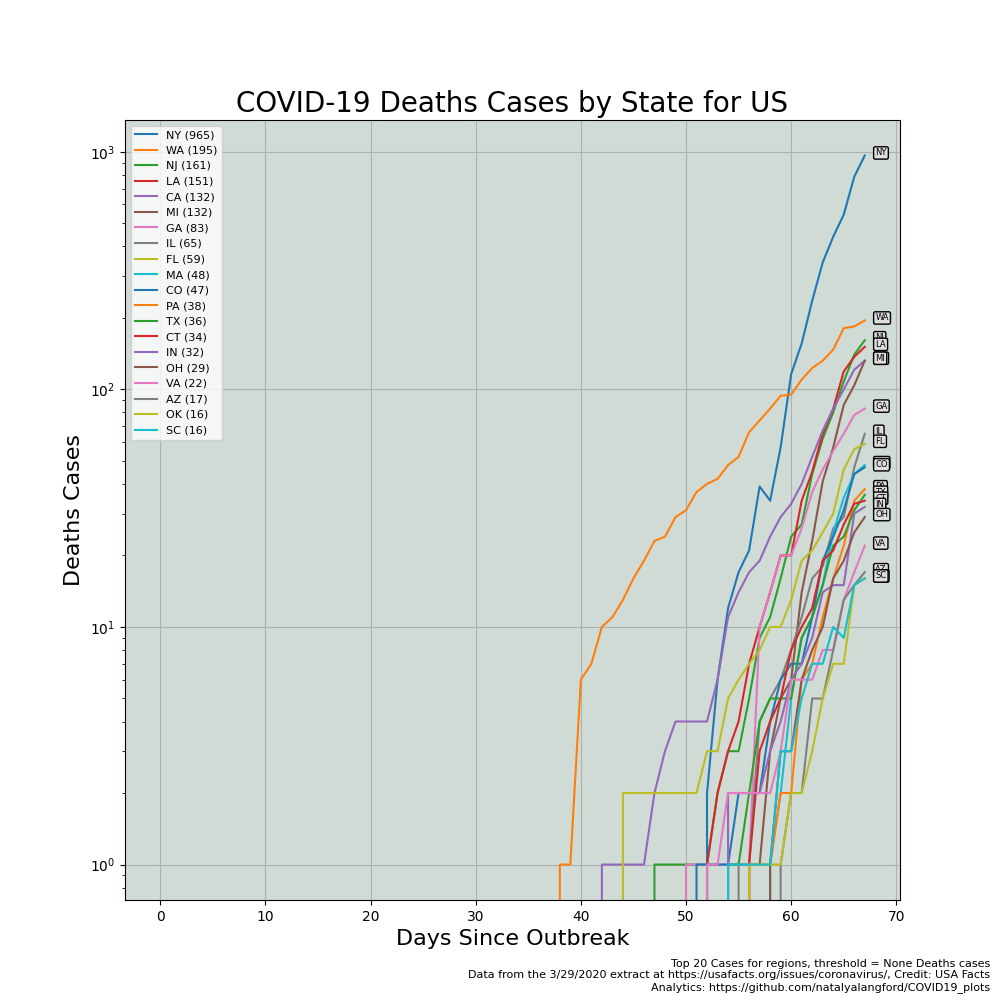 COVID-19 Deaths Cases by State for US
NY (965)
WA (195)
NJ (161)
LA (151)
CA (132)
MI (132)
GA (83)
IL (65)
FL (59)
MA (48)
CO (47)
PA (38)
TX (36)
CT (34)
IN (32)
OH (29)
VA (22)
AZ (17)
OK (16)
SC (16)
10³
10²
10¹
10⁰
Deaths Cases
NY
WA
LA
MI
GA
IL
FL
CO
IN
OH
VA
AZ
SC
0 10 20 30 40 50 60 70
Days Since Outbreak
Top 20 Cases for regions, threshold = None Deaths cases
Data from the 3/29/2020 extract at https://usafacts.org/issues/coronavirus/, Credit: USA Facts
Analytics: https://github.com/natalyalangford/COVID19_plots